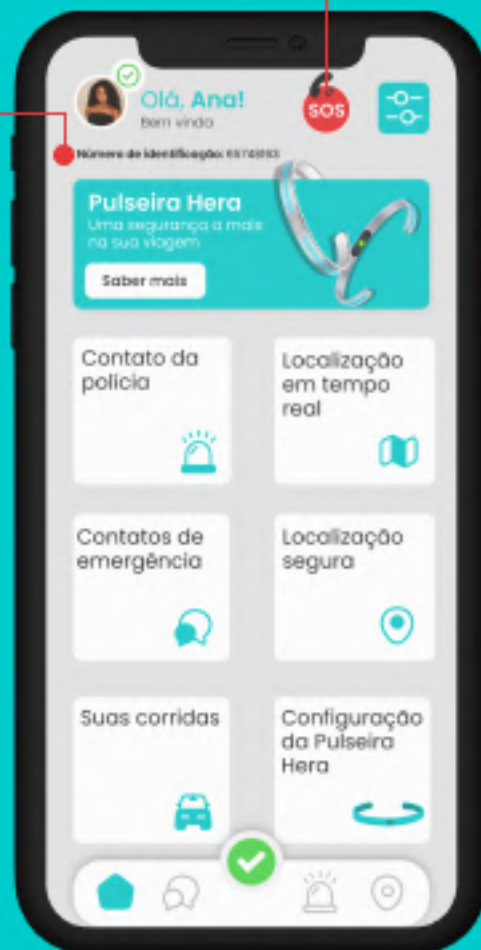 Olá, Ana!
Bem vinda
SOS
Número de identificação:
Pulseira Hera
Uma segurança a mais
na sua viagem
Saber mais
Contato da
polícia
Localização
em tempo
real
Contatos de
emergência
Localização
segura
Suas corridas
Configuração
da Pulseira
Hera